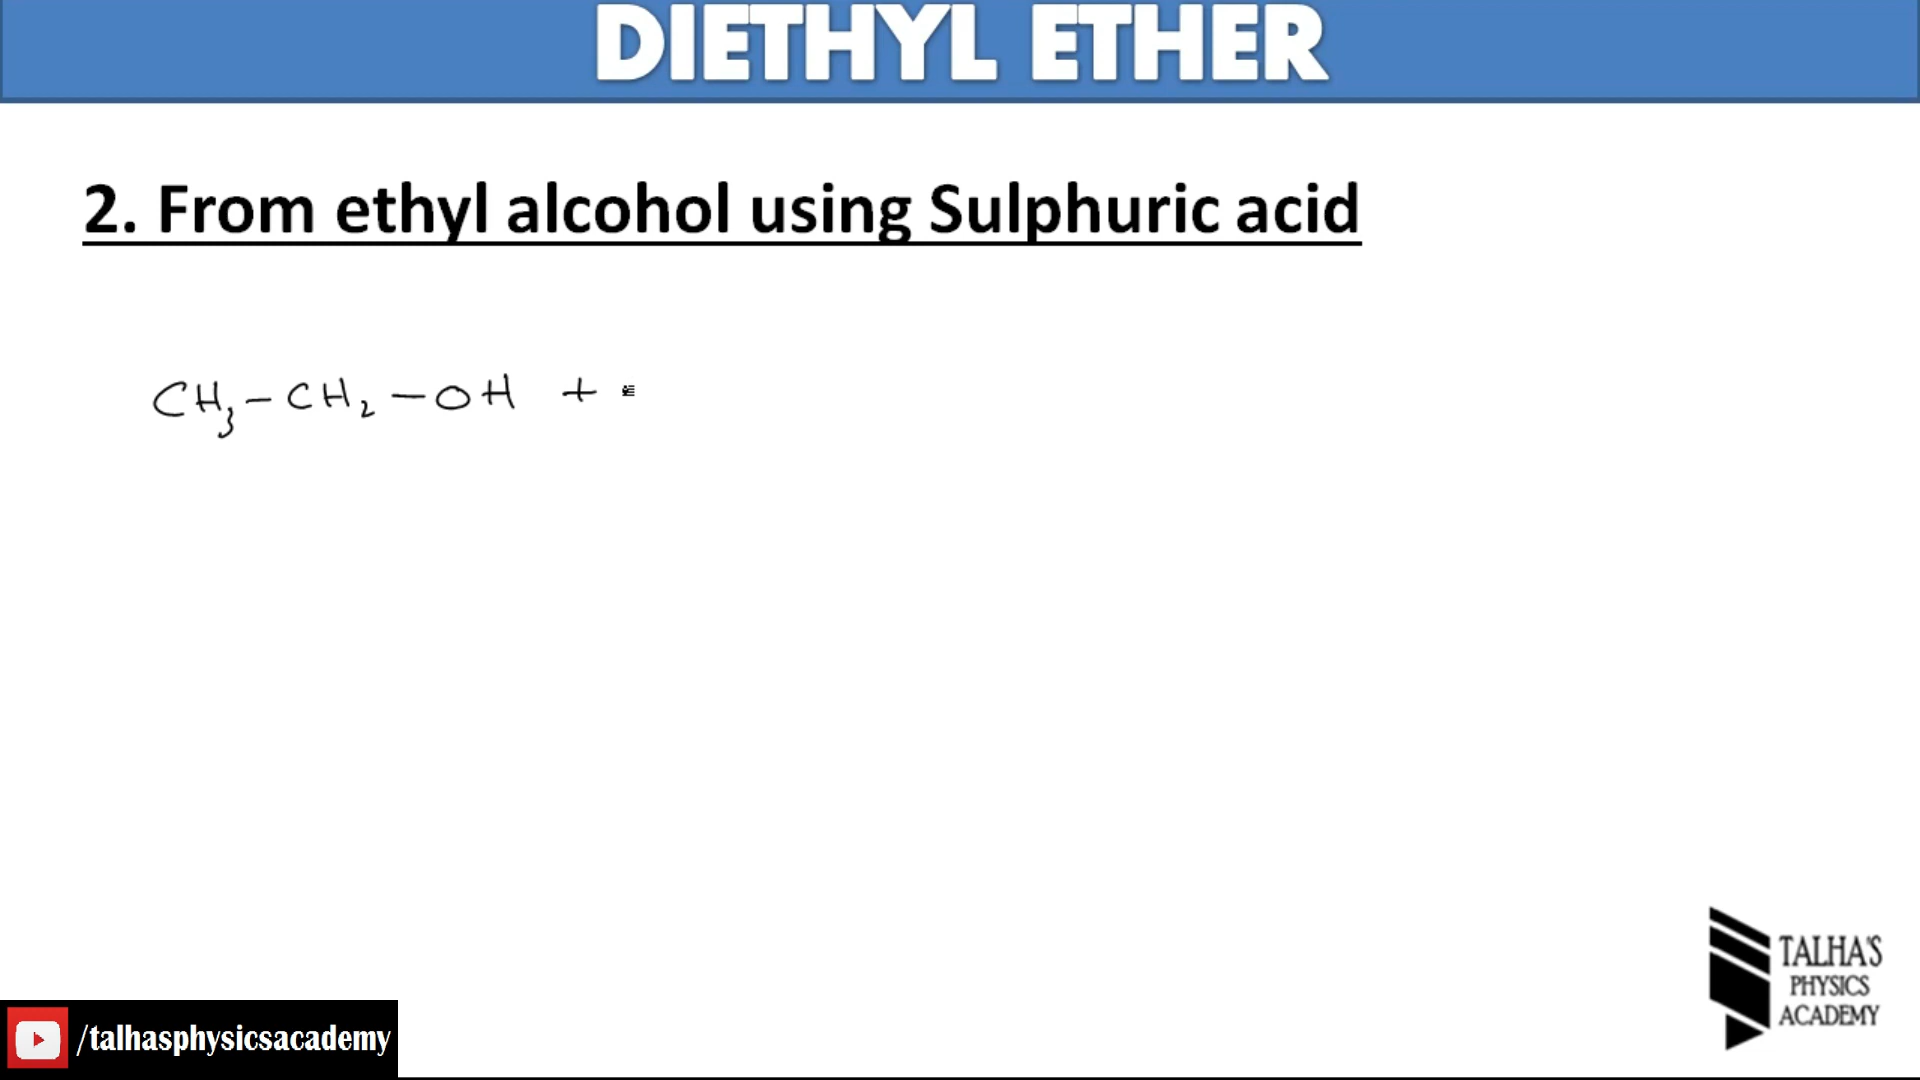 DIETHYL ETHER
2. From ethyl alcohol using Sulphuric acid
CH₃ – CH₂ – OH +
TALHA'S
PHYSICS
ACADEMY
/talhasphysicsacademy